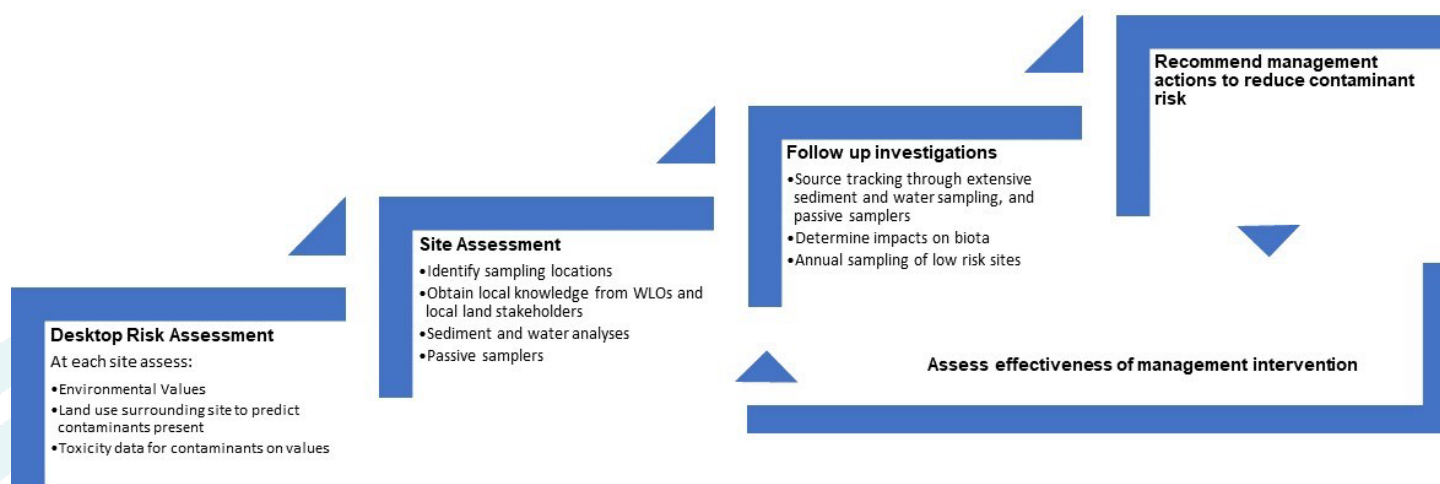 Desktop Risk Assessment
At each site assess:
•Environmental Values
•Land use surrounding site to predict
contaminants present
•Toxicity data for contaminants on values
Site Assessment
•Identify sampling locations
•Obtain local knowledge from WLOs and
local land stakeholders
•Sediment and water analyses
•Passive samplers
Follow up investigations
•Source tracking through extensive
sediment and water sampling, and
passive samplers
•Determine impacts on biota
•Annual sampling of low risk sites
Recommend management
actions to reduce contaminant
risk
Assess effectiveness of management intervention